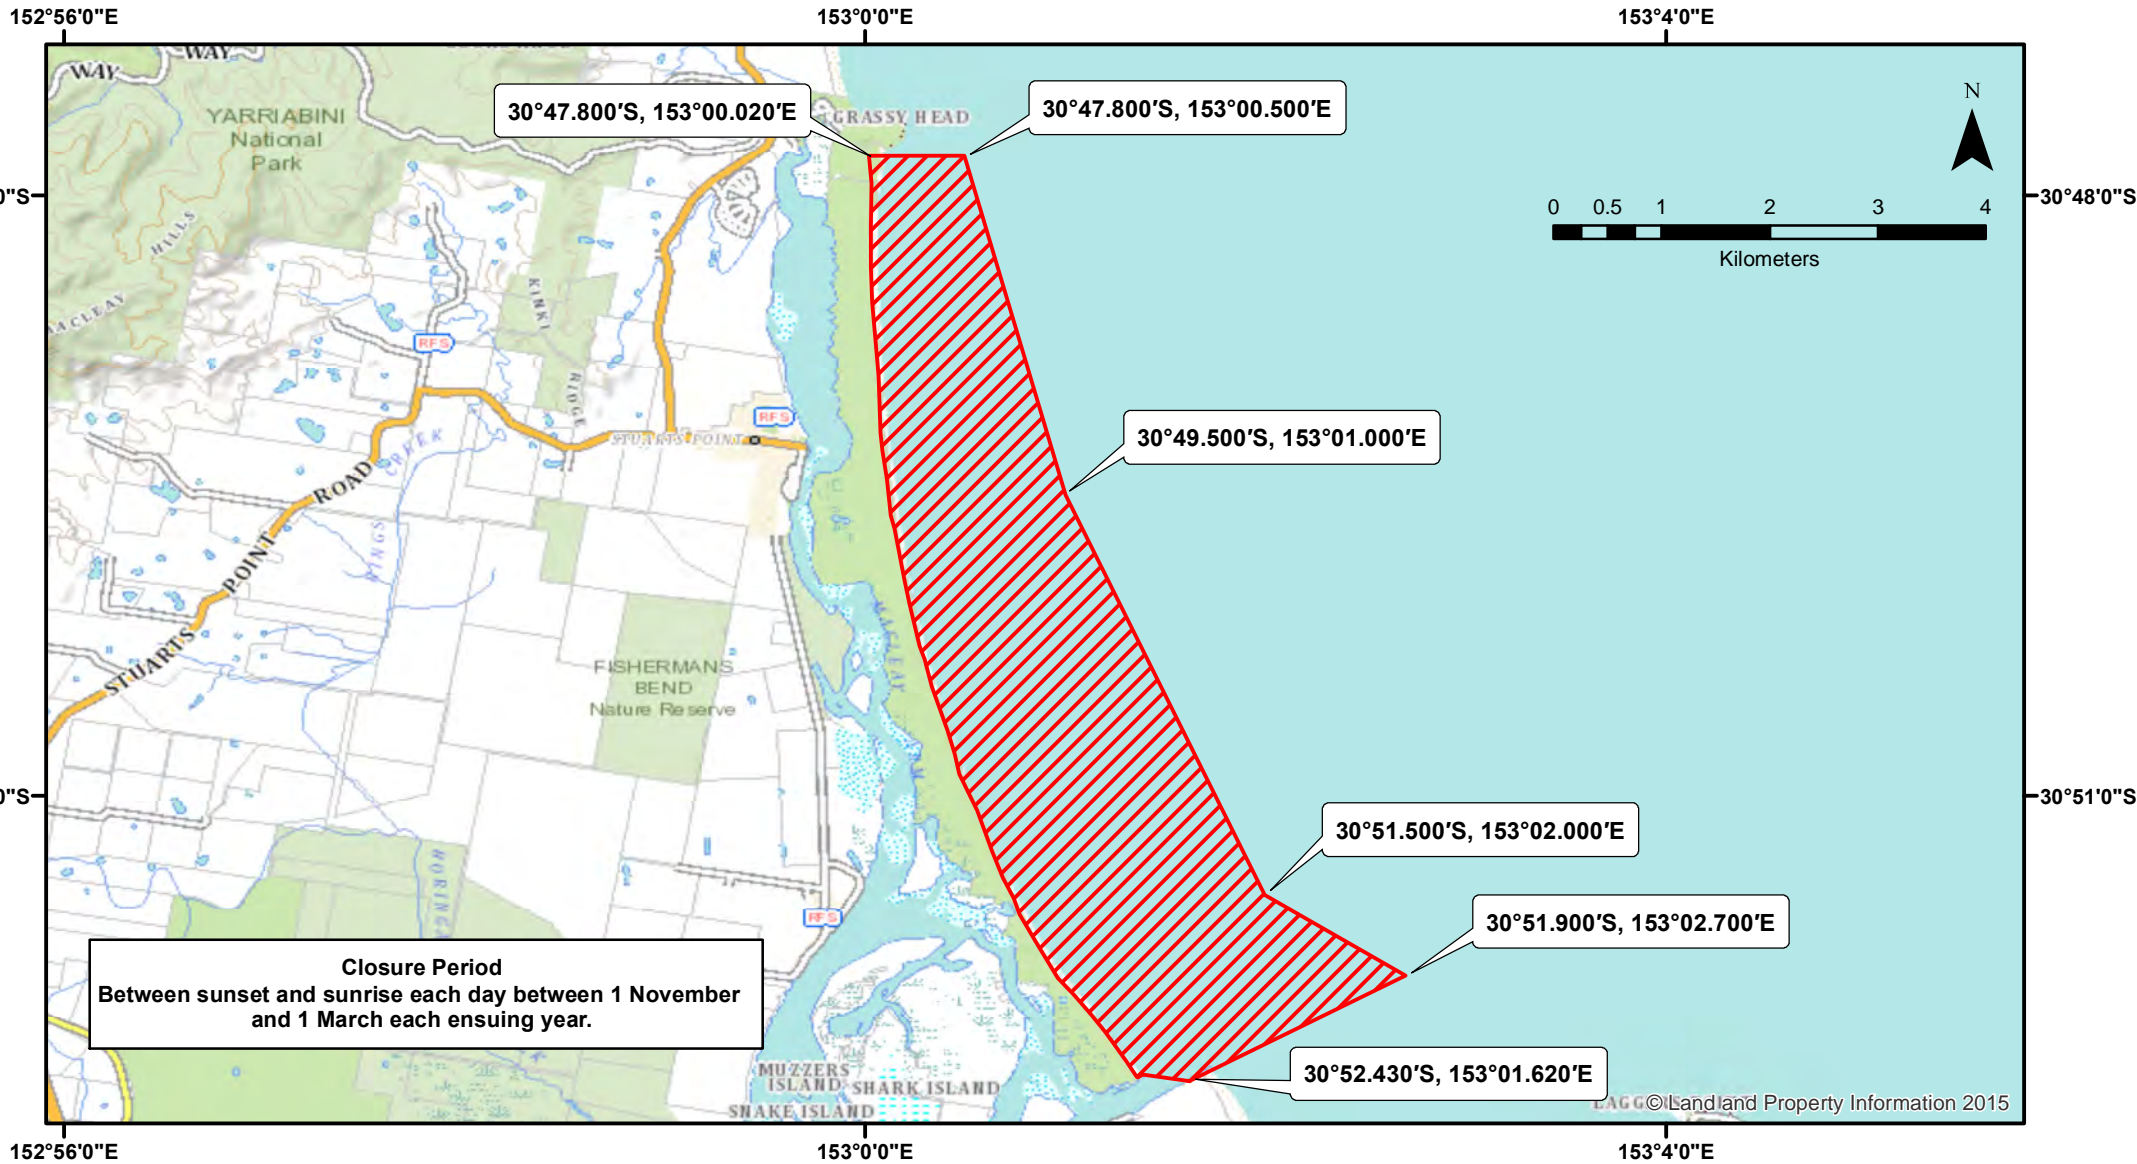 152°56'0"E
153°0'0"E
153°4'0"E
WAY
WAY
YARRIABINI
National
Park
30°47.800'S, 153°00.020'E
GRASSY HEAD
30°47.800'S, 153°00.500'E
N
0"S
30°48'0"S
0 0.5 1 2 3 4
Kilometers
HILLS
MACLEAY
KINKI
RIDGE
RFS
RFS
STUARTS POINT
30°49.500'S, 153°01.000'E
CREEK
KINGS
STUARTS POINT ROAD
MACLEAY
ARM
FISHERMANS
BEND
Nature Reserve
0"S
30°51'0"S
30°51.500'S, 153°02.000'E
30°51.900'S, 153°02.700'E
RFS
Closure Period
Between sunset and sunrise each day between 1 November
and 1 March each ensuing year.
30°52.430'S, 153°01.620'E
MUZZERS
ISLAND
SHARK ISLAND
SNAKE ISLAND
© Land and Property Information 2015
152°56'0"E
153°0'0"E
153°4'0"E